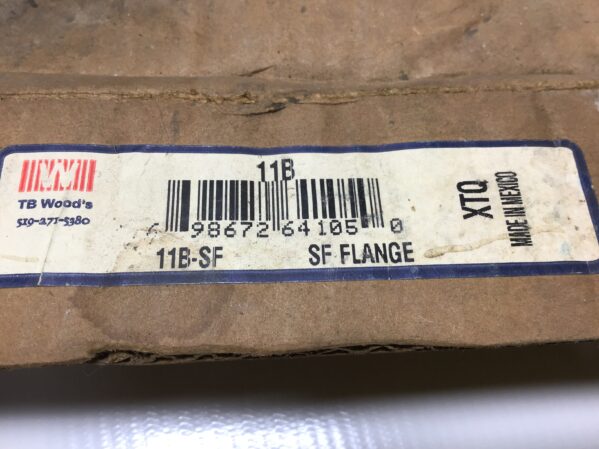 11B
TB Wood's
519-271-5380
6 98672 64105 0
11B-SF SF FLANGE
XTQ
MADE IN MEXICO